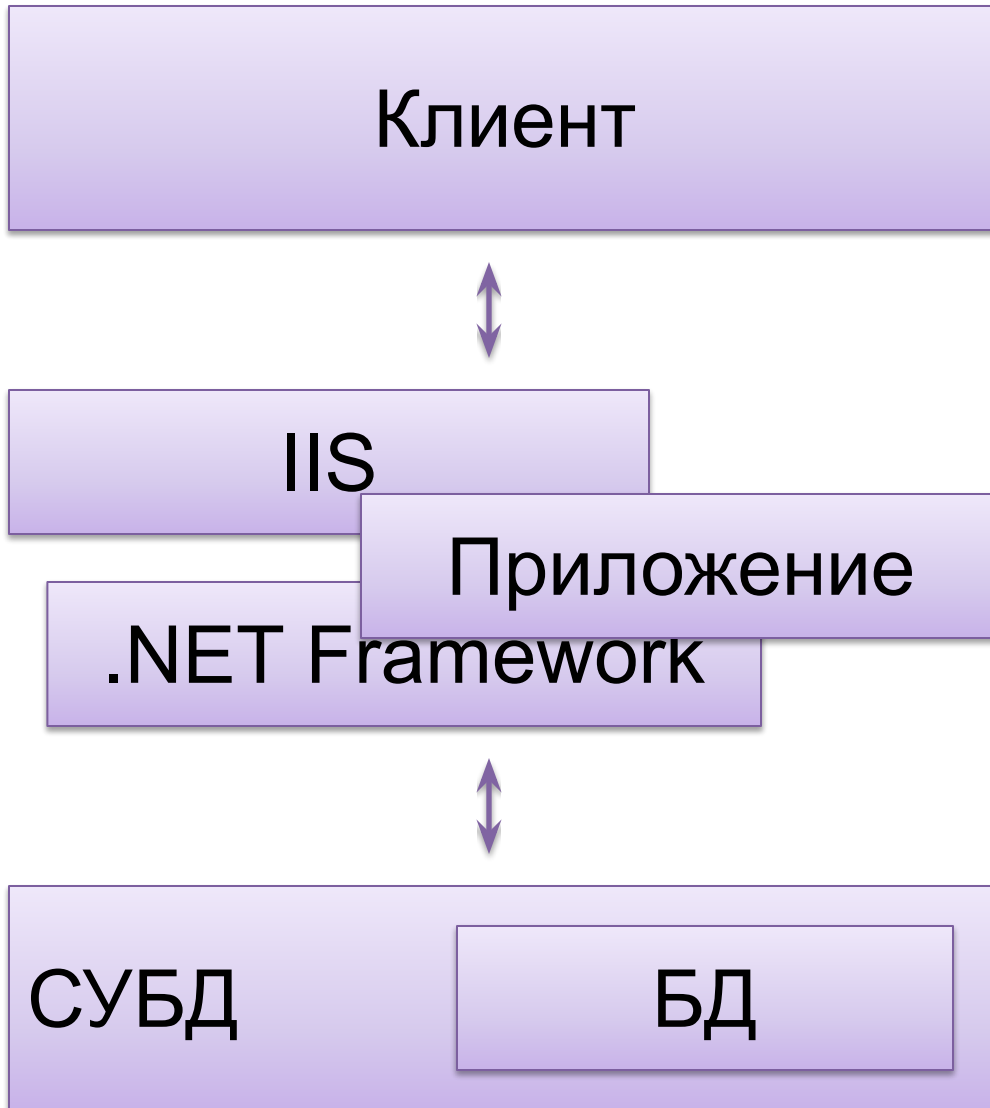 Клиент
IIS
Приложение
.NET Framework
СУБД
БД